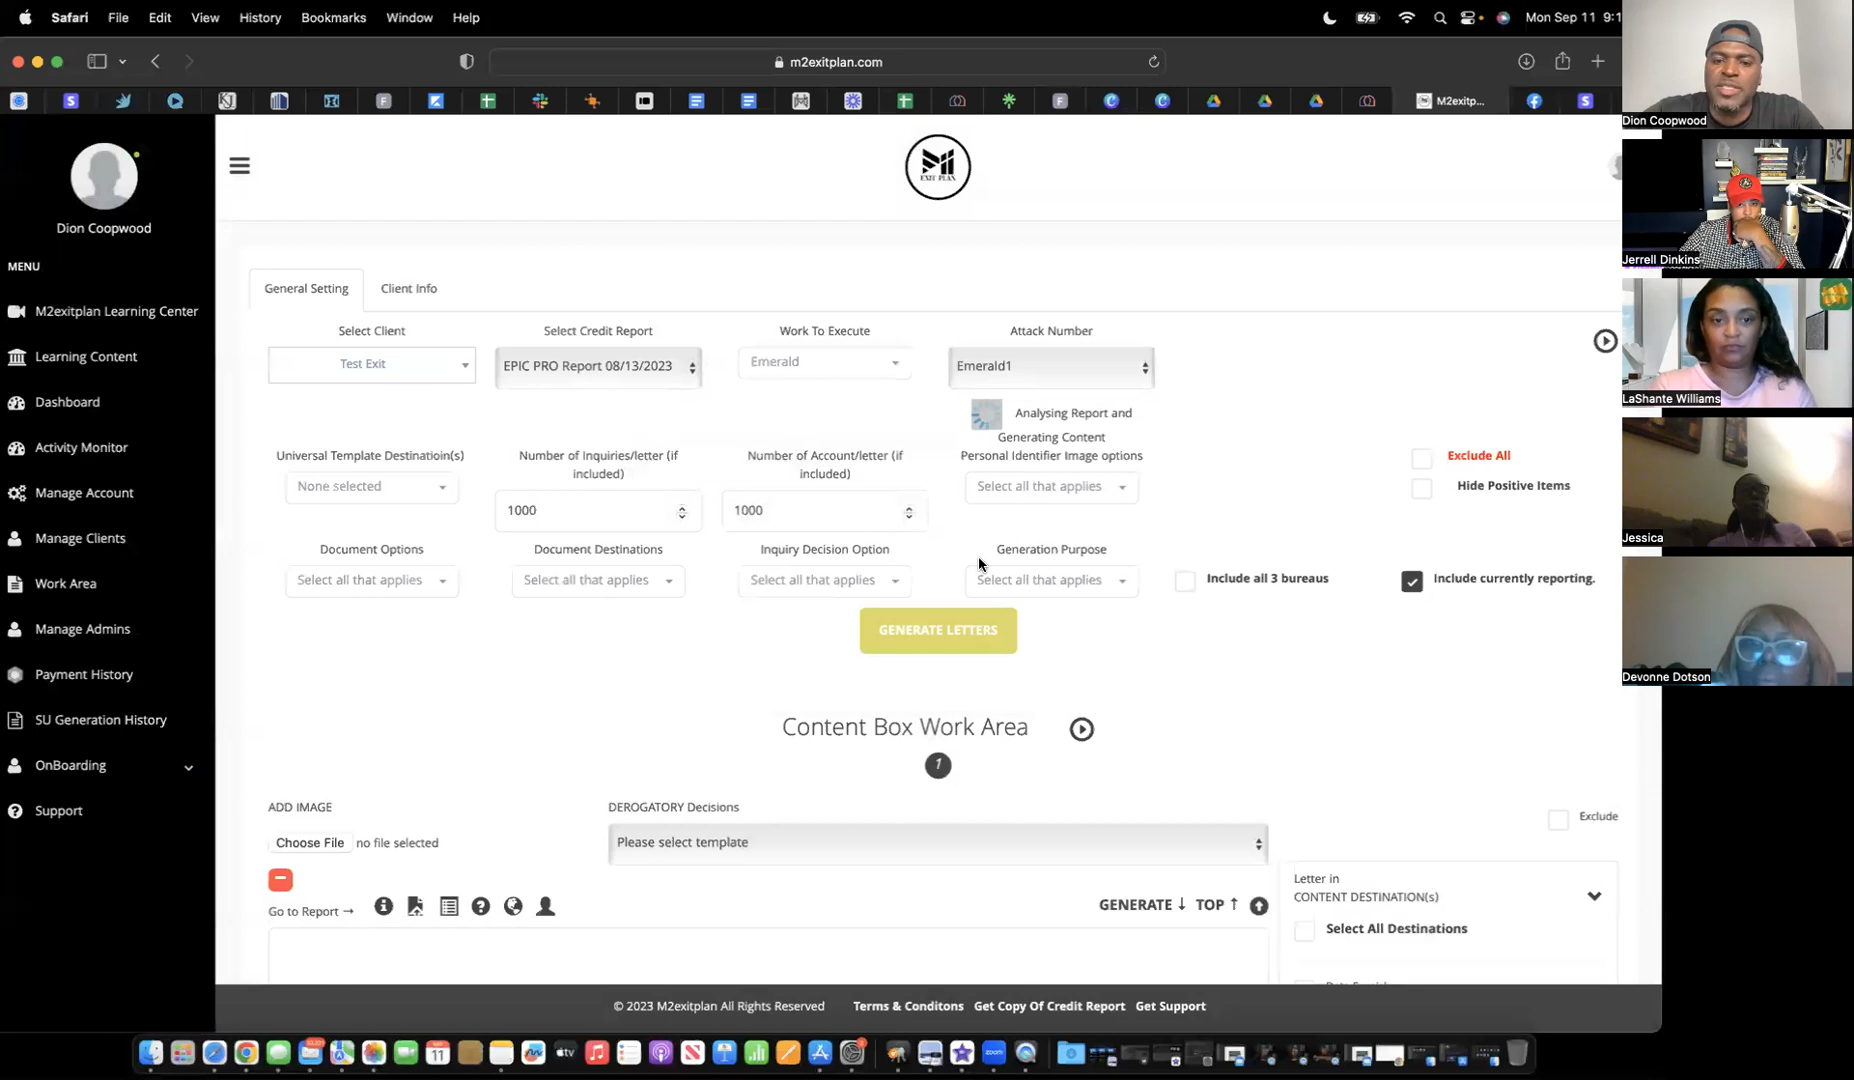 Safari File Edit View History Bookmarks Window Help Mon Sep 11 9:1
m2exitplan.com
M2exitp...
Dion Coopwood
Dion Coopwood
MENU
M2exitplan Learning Center
Learning Content
Dashboard
Activity Monitor
Manage Account
Manage Clients
Work Area
Manage Admins
Payment History
SU Generation History
OnBoarding
Support
EXIT PLAN
General Setting Client Info
Select Client Select Credit Report Work To Execute Attack Number
Test Exit EPIC PRO Report 08/13/2023 Emerald Emerald1
Analysing Report and
Generating Content
Universal Template Destinatioin(s) Number of Inquiries/letter (if
included) Number of Account/letter (if
included) Personal Identifier Image options
None selected 1000 1000 Select all that applies
Exclude All
Hide Positive Items
Document Options Document Destinations Inquiry Decision Option Generation Purpose
Select all that applies Select all that applies Select all that applies Select all that applies Include all 3 bureaus Include currently reporting.
GENERATE LETTERS
Content Box Work Area
1
ADD IMAGE DEROGATORY Decisions
Exclude
Choose File no file selected Please select template
Go to Report → GENERATE ↓ TOP ↑
Letter in
CONTENT DESTINATION(s)
Select All Destinations
© 2023 M2exitplan All Rights Reserved Terms & Conditons Get Copy Of Credit Report Get Support
Jerrell Dinkins
LaShante Williams
Jessica
Devonne Dotson
11
zoom
tv